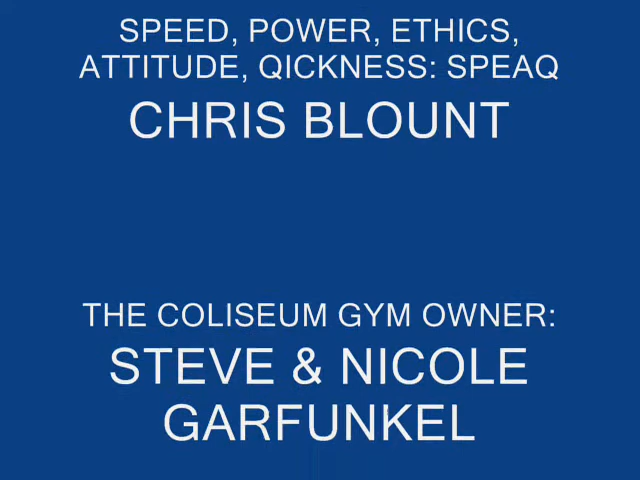 SPEED, POWER, ETHICS,
ATTITUDE, QICKNESS: SPEAQ
CHRIS BLOUNT
THE COLISEUM GYM OWNER:
STEVE & NICOLE
GARFUNKEL